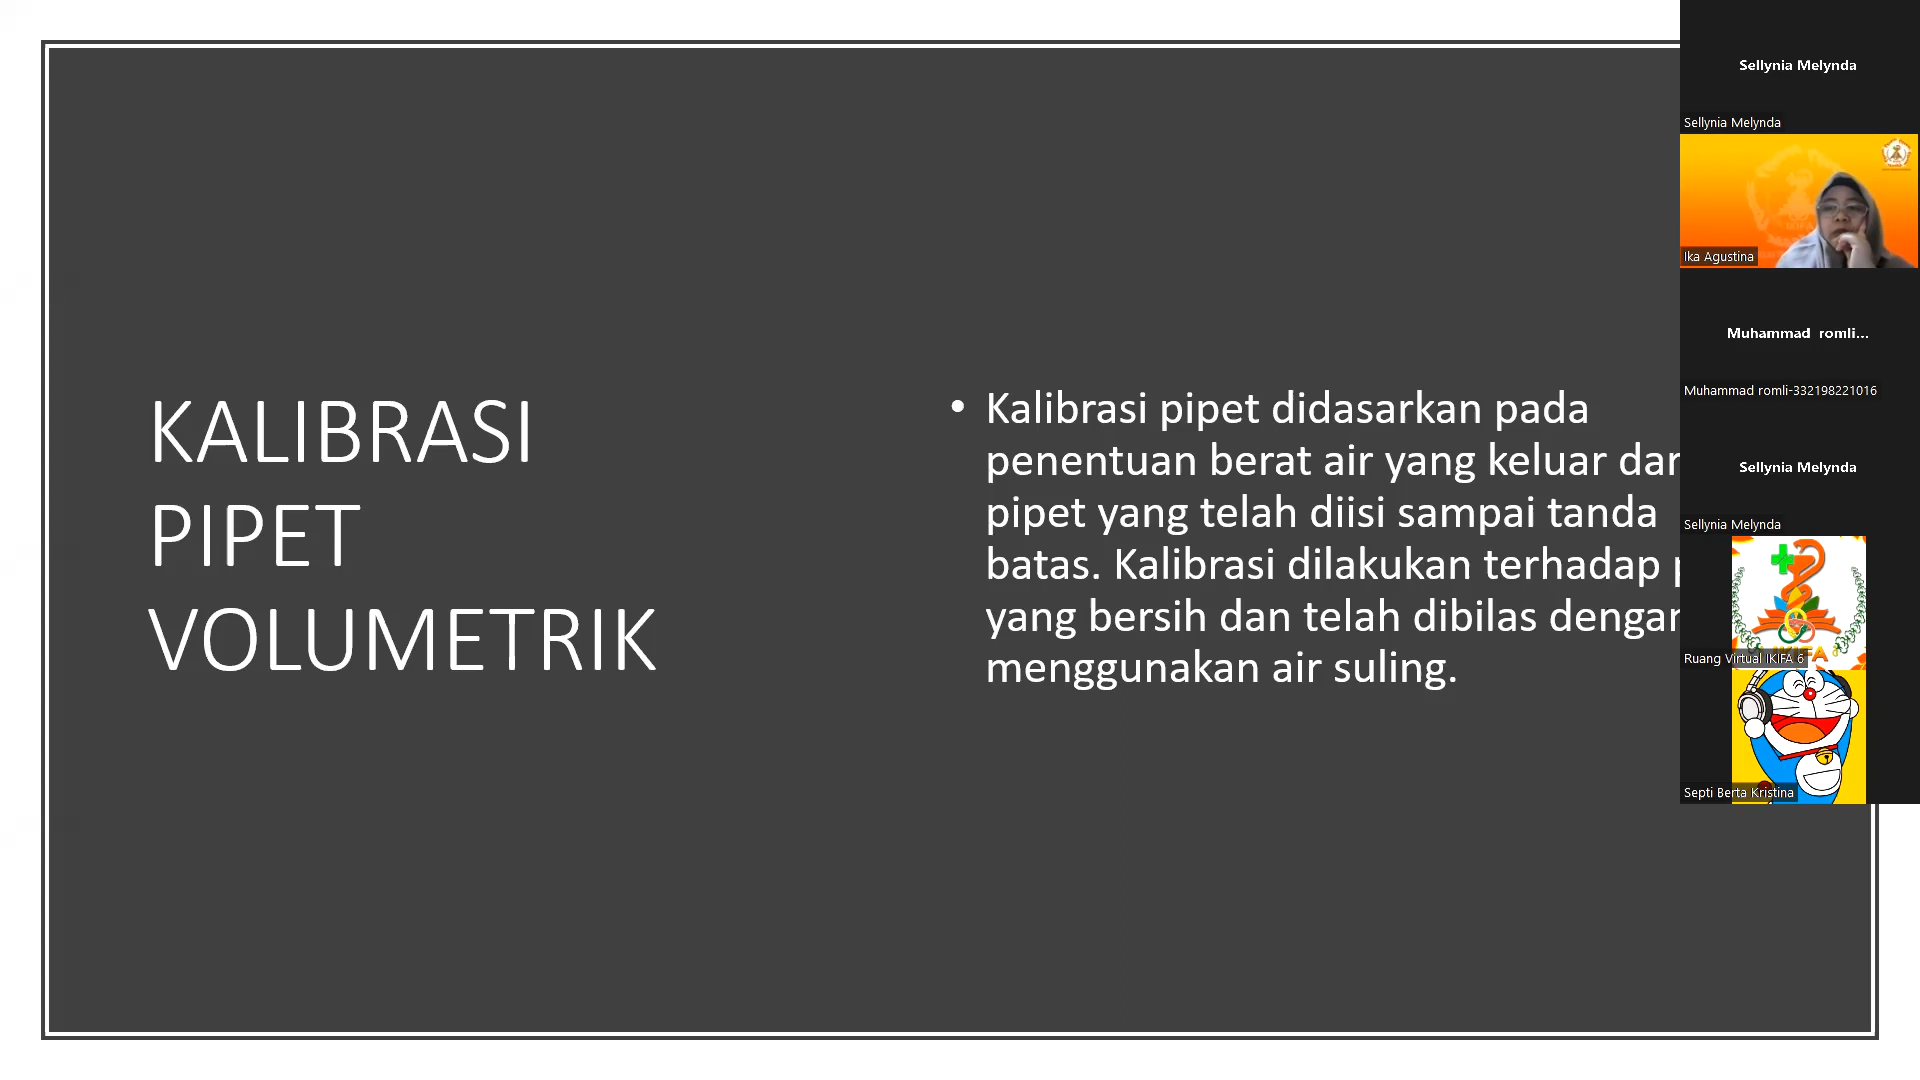 KALIBRASI
PIPET
VOLUMETRIK
• Kalibrasi pipet didasarkan pada
penentuan berat air yang keluar dar
pipet yang telah diisi sampai tanda
batas. Kalibrasi dilakukan terhadap
yang bersih dan telah dibilas dengan
menggunakan air suling.
Sellynia Melynda
Sellynia Melynda
Ika Agustina
Muhammad romli...
Muhammad romli-332198221016
Sellynia Melynda
Sellynia Melynda
IKIFA
Ruang Virtual IKIFA 6
Septi Berta Kristina